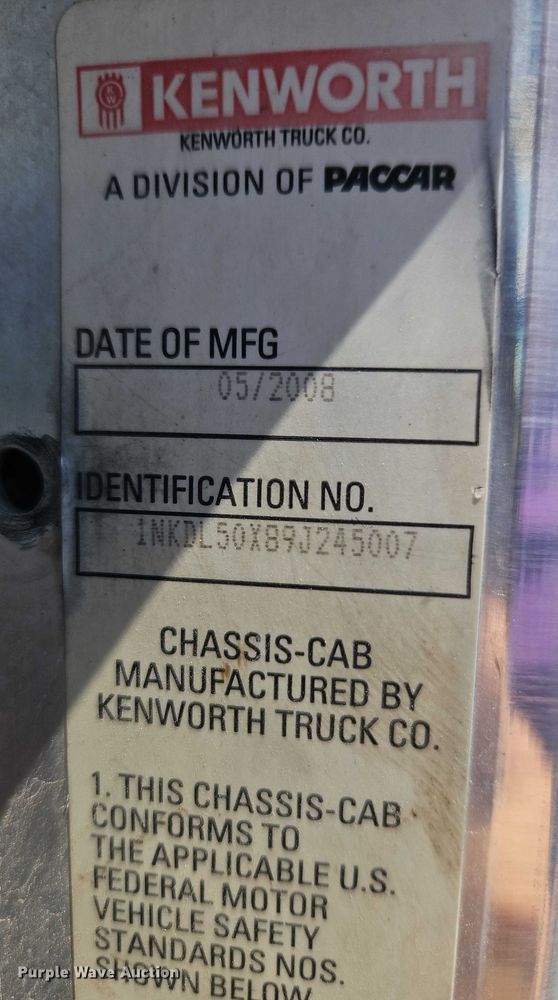 KENWORTH
KENWORTH TRUCK CO.
A DIVISION OF PACCAR
DATE OF MFG
05/2008
IDENTIFICATION NO.
1NKDL50X89J245007
CHASSIS-CAB
MANUFACTURED BY
KENWORTH TRUCK CO.
1. THIS CHASSIS-CAB
CONFORMS TO
THE APPLICABLE U.S.
FEDERAL MOTOR
VEHICLE SAFETY
STANDARDS NOS.
SHOWN BELOW
Purple Wave Auction